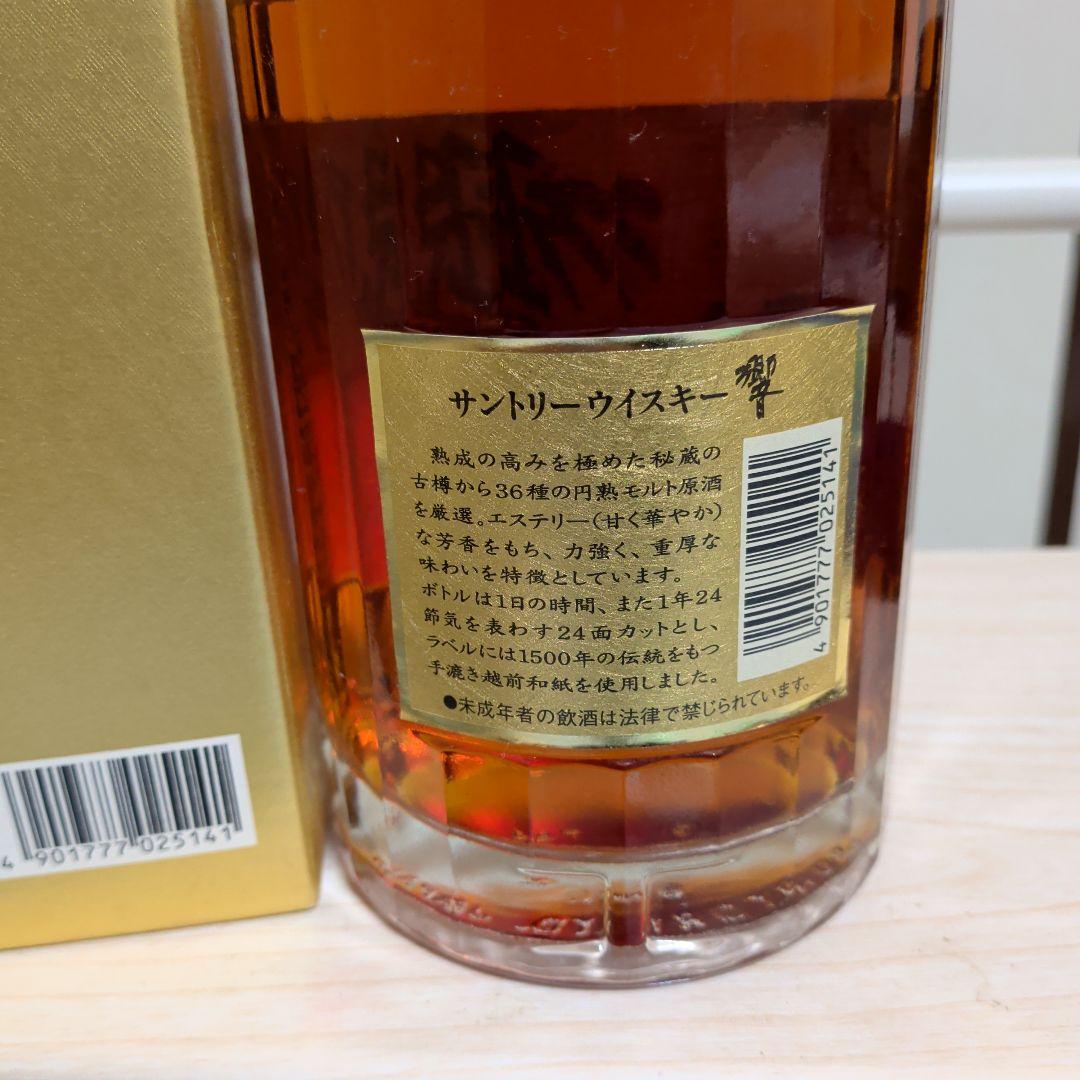 サントリーウイスキー 響
熟成の高みを極めた秘蔵の
古樽から36種の円熟モルト原酒
を厳選。エステリー(甘く華やか)
な芳香をもち、力強く、重厚な
味わいを特徴としています。
ボトルは1日の時間、また1年24
節気を表わす24面カットとし、
ラベルには1500年の伝統をもつ
手漉き越前和紙を使用しました。
●未成年者の飲酒は法律で禁じられています。
4 901777 025141
4 901777 025141